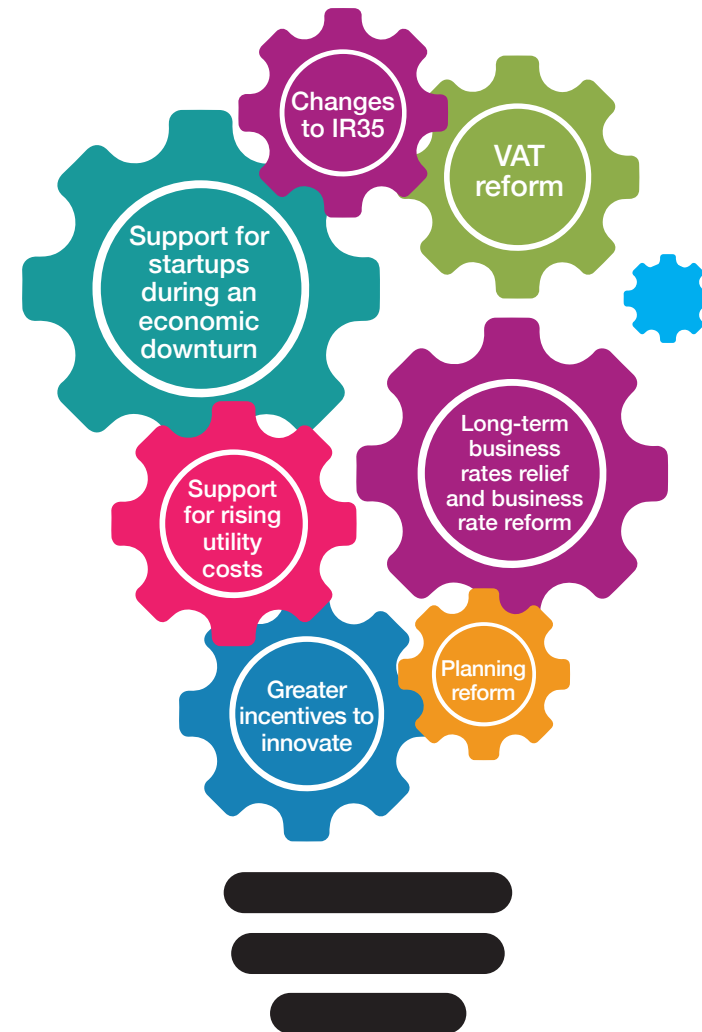 Changes
to IR35
VAT
reform
Support for
startups
during an
economic
downturn
Long-term
business
rates relief
and business
rate reform
Support
for rising
utility
costs
Planning
reform
Greater
incentives to
innovate